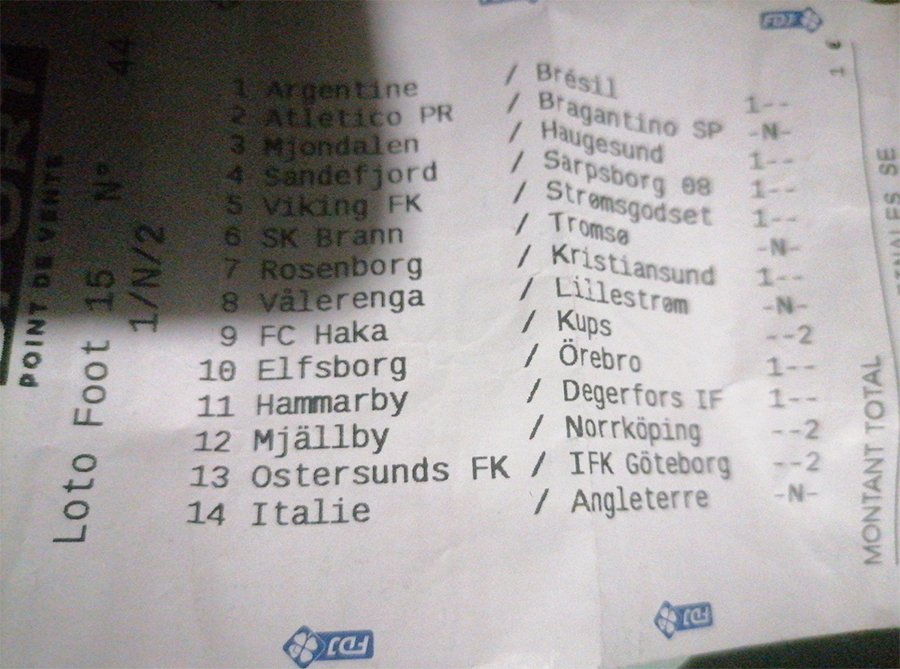 POINT DE VENTE
Loto Foot 15 N° 44
1/N/2
1 Argentine / Brésil 1--
2 Atletico PR / Bragantino SP -N-
3 Mjondalen / Haugesund 1--
4 Sandefjord / Sarpsborg 08 1--
5 Viking FK / Strømsgodset 1--
6 SK Brann / Tromsø -N-
7 Rosenborg / Kristiansund 1--
8 Vålerenga / Lillestrøm -N-
9 FC Haka / Kups --2
10 Elfsborg / Örebro 1--
11 Hammarby / Degerfors IF 1--
12 Mjällby / Norrköping --2
13 Ostersunds FK / IFK Göteborg --2
14 Italie / Angleterre -N-
MONTANT TOTAL 1 €
SE
FDJ
FDJ
FDJ